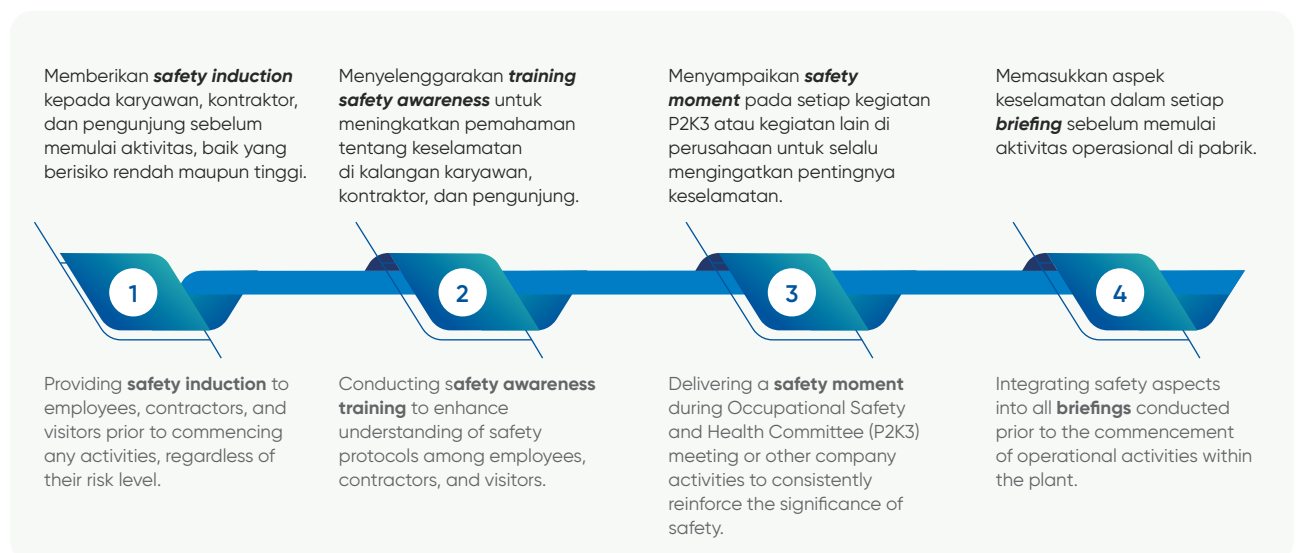 Memberikan safety induction
kepada karyawan, kontraktor,
dan pengunjung sebelum
memulai aktivitas, baik yang
berisiko rendah maupun tinggi.
Menyelenggarakan training
safety awareness untuk
meningkatkan pemahaman
tentang keselamatan
di kalangan karyawan,
kontraktor, dan pengunjung.
Menyampaikan safety
moment pada setiap kegiatan
P2K3 atau kegiatan lain di
perusahaan untuk selalu
mengingatkan pentingnya
keselamatan.
Memasukkan aspek
keselamatan dalam setiap
briefing sebelum memulai
aktivitas operasional di pabrik.
1
2
3
4
Providing safety induction to
employees, contractors, and
visitors prior to commencing
any activities, regardless of
their risk level.
Conducting safety awareness
training to enhance
understanding of safety
protocols among employees,
contractors, and visitors.
Delivering a safety moment
during Occupational Safety
and Health Committee (P2K3)
meeting or other company
activities to consistently
reinforce the significance of
safety.
Integrating safety aspects
into all briefings conducted
prior to the commencement
of operational activities within
the plant.